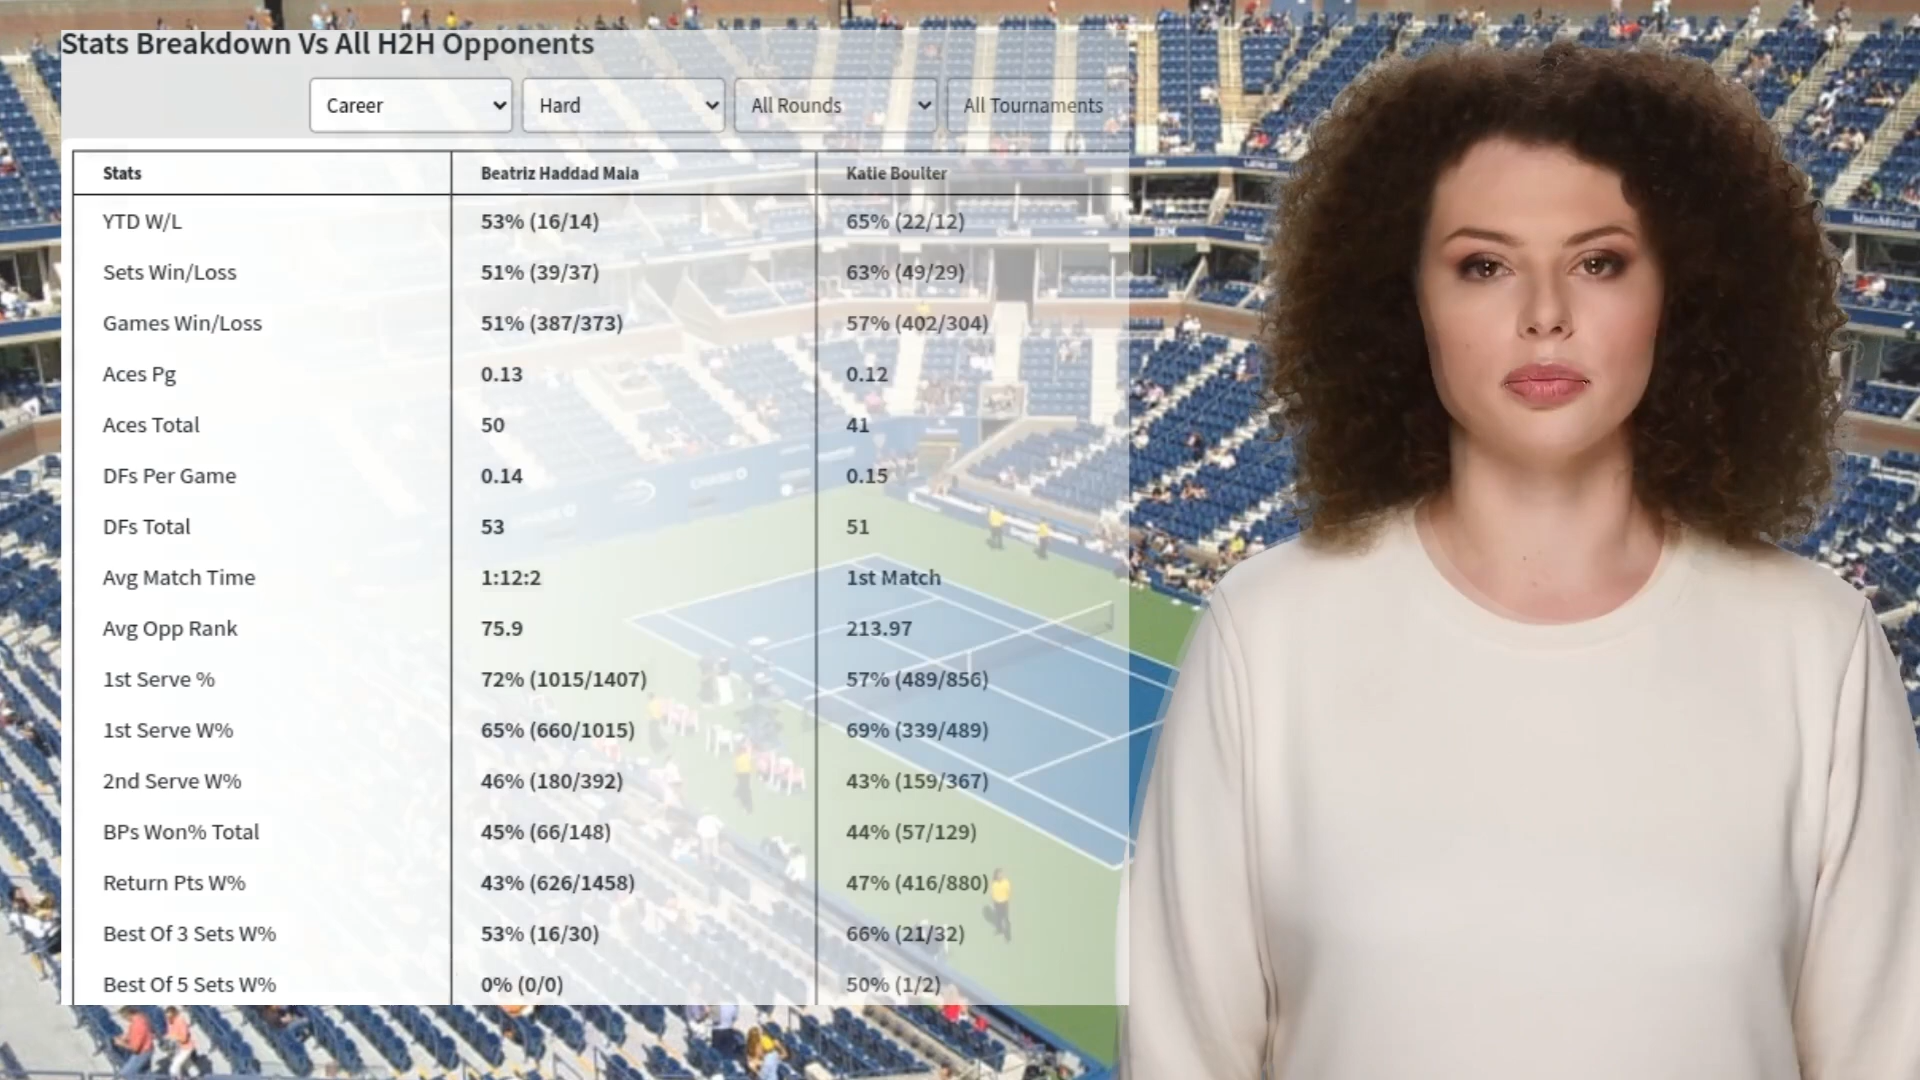 Stats Breakdown Vs All H2H Opponents
Career Hard All Rounds All Tournaments
Stats Beatriz Haddad Maia Katie Boulter
YTD W/L 53% (16/14) 65% (22/12)
Sets Win/Loss 51% (39/37) 63% (49/29)
Games Win/Loss 51% (387/373) 57% (402/304)
Aces Pg 0.13 0.12
Aces Total 50 41
DFs Per Game 0.14 0.15
DFs Total 53 51
Avg Match Time 1:12:2 1st Match
Avg Opp Rank 75.9 213.97
1st Serve % 72% (1015/1407) 57% (489/856)
1st Serve W% 65% (660/1015) 69% (339/489)
2nd Serve W% 46% (180/392) 43% (159/367)
BPs Won% Total 45% (66/148) 44% (57/129)
Return Pts W% 43% (626/1458) 47% (416/880)
Best Of 3 Sets W% 53% (16/30) 66% (21/32)
Best Of 5 Sets W% 0% (0/0) 50% (1/2)
IBM
MassMutual